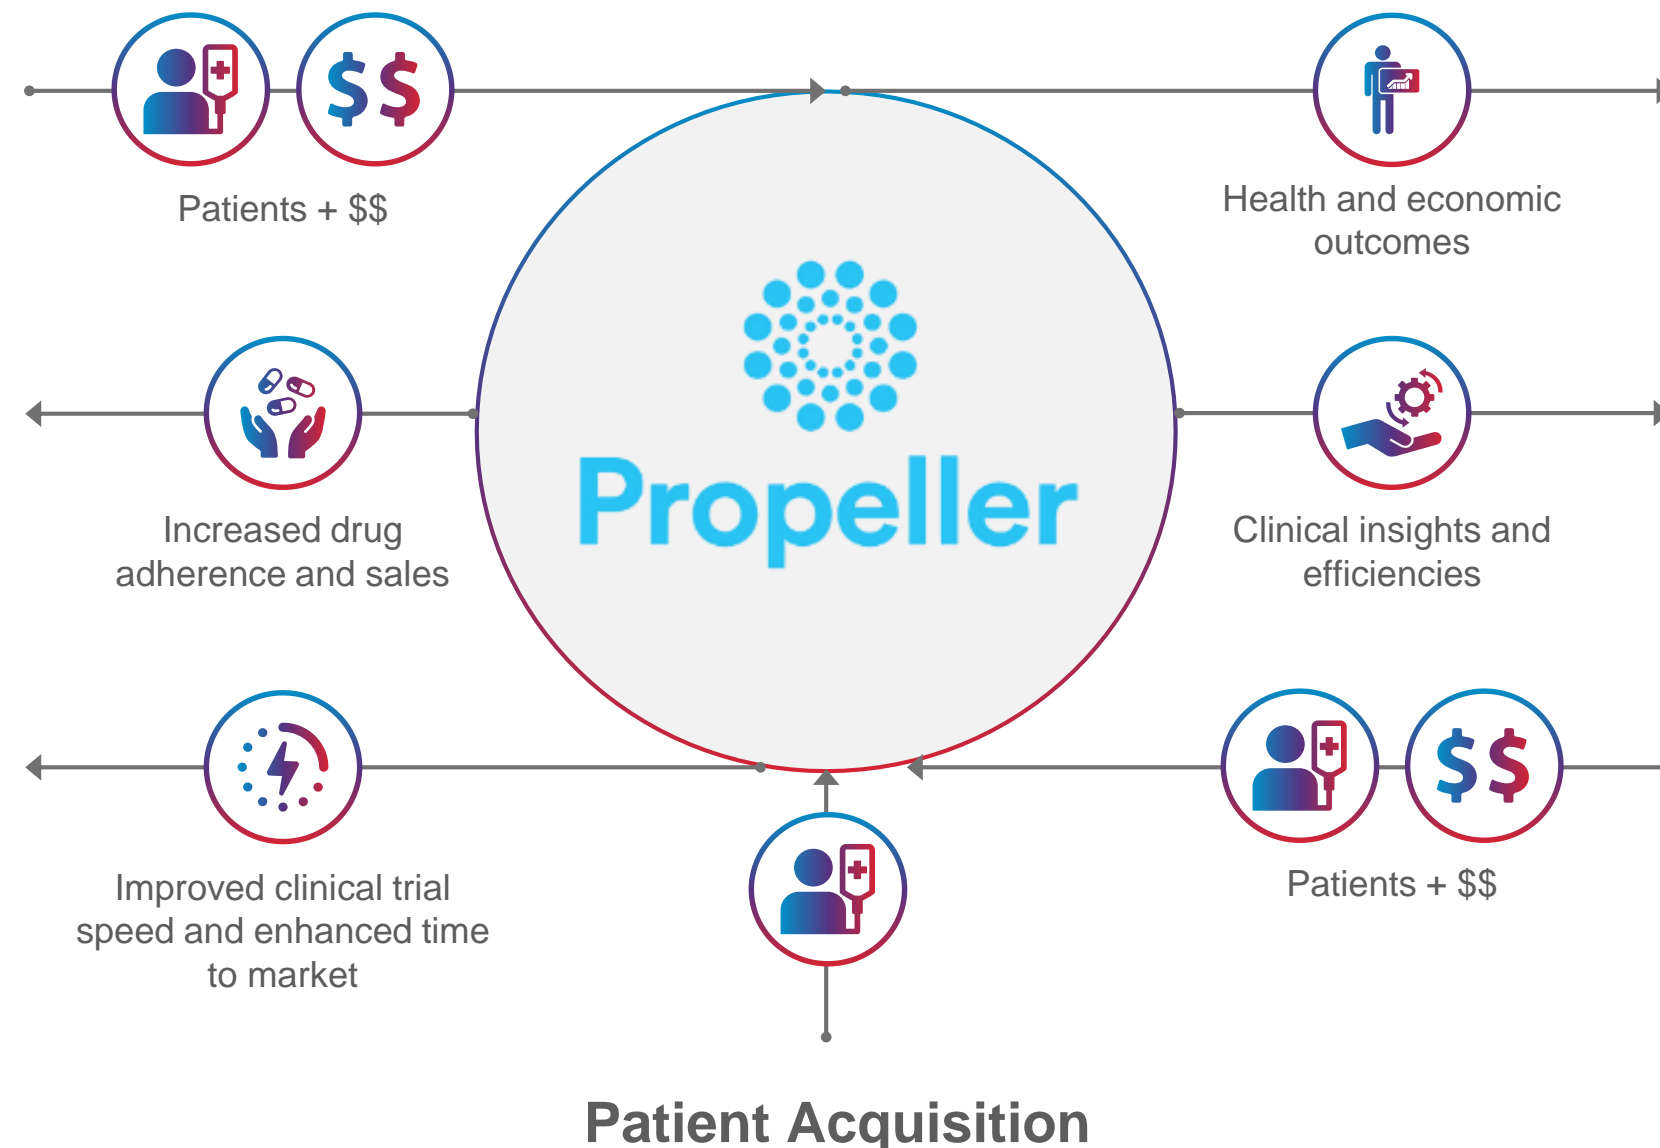 Patients + $$
Health and economic
outcomes
Propeller
Increased drug
adherence and sales
Clinical insights and
efficiencies
Improved clinical trial
speed and enhanced time
to market
Patients + $$
Patient Acquisition